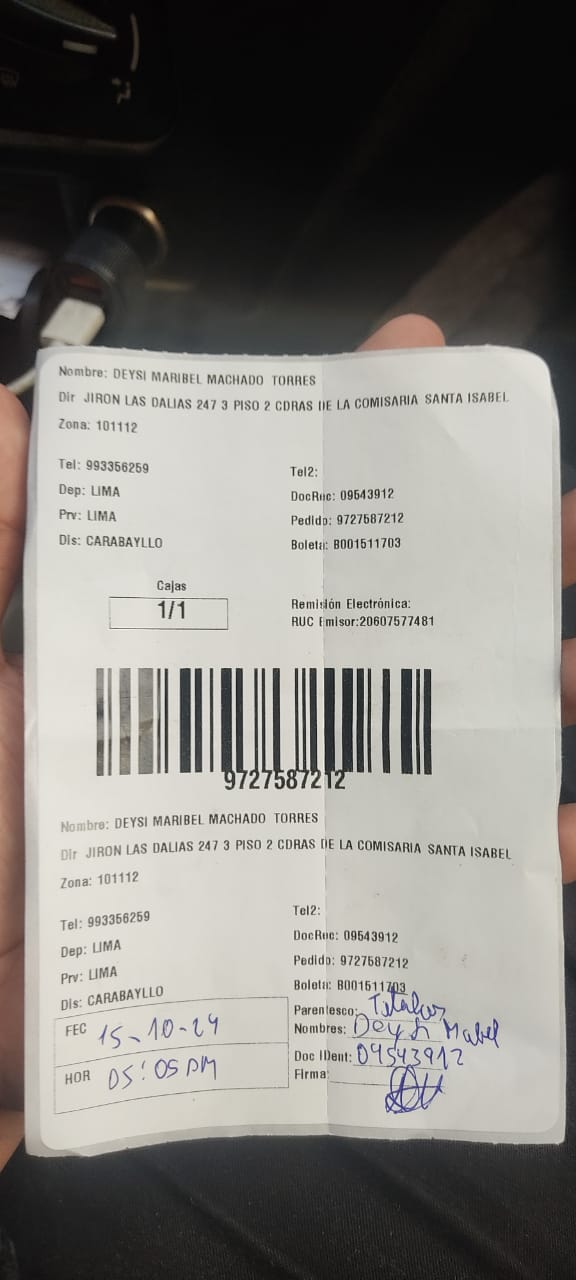 Nombre: DEYSI MARIBEL MACHADO TORRES
Dir JIRON LAS DALIAS 247 3 PISO 2 CDRAS DE LA COMISARIA SANTA ISABEL
Zona: 101112
Tel: 993356259 Tel2:
Dep: LIMA DocRec: 09543912
Prv: LIMA Pedido: 9727587212
Dis: CARABAYLLO Boleta: B001511703
Cajas
1/1
Remisión Electrónica:
RUC Emisor:20607577481
9727587212
Nombre: DEYSI MARIBEL MACHADO TORRES
Dir JIRON LAS DALIAS 247 3 PISO 2 CDRAS DE LA COMISARIA SANTA ISABEL
Zona: 101112
Tel: 993356259 Tel2:
Dep: LIMA DocRec: 09543912
Prv: LIMA Pedido: 9727587212
Dis: CARABAYLLO Boleta: B001511703
Parentesco:
FEC 15-10-24 Nombres: Deysi Mabel
HOR 05:05 PM Doc IDent: 09543912
Firma: